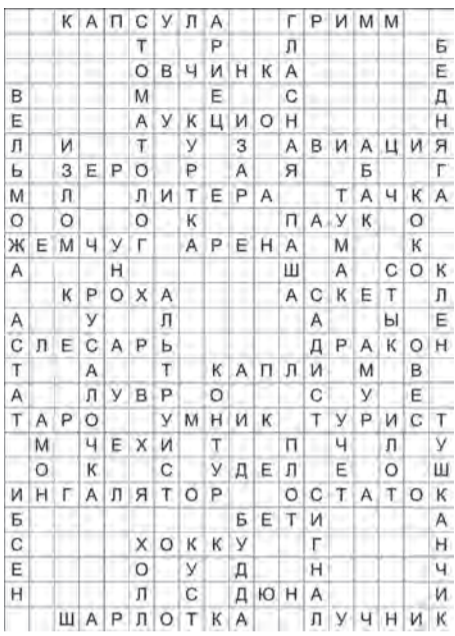 КАПСУЛА ГРИММ
Т Р Л Б
ОВЧИНКА Е
В М Е С Д
Е АУКЦИОН Н
Л И Т У З АВИАЦИЯ
Ь ЗЕРО Р А Я Б Г
М Л ЛИТЕРА ТАЧКА
О О О К ПАУК О
ЖЕМЧУГ АРЕНА М К
А Н Ш А СОК
КРОХА АСКЕТ Л
А У Л А Ы Е
СЛЕСАРЬ ДРАКОН
Т А Т КАПЛИ М В
А ЛУВР О С У Е
ТАРО УМНИК ТУРИСТ
М ЧЕХИ Т П Ч Л У
О К С УДЕЛ Е О Ш
ИНГАЛЯТОР ОСТАТОК
Б БЕТИ А
С ХОККУ Г Н
Е О У Д Н Ч
Н Л С ДЮНА И
ШАРЛОТКА ЛУЧНИК